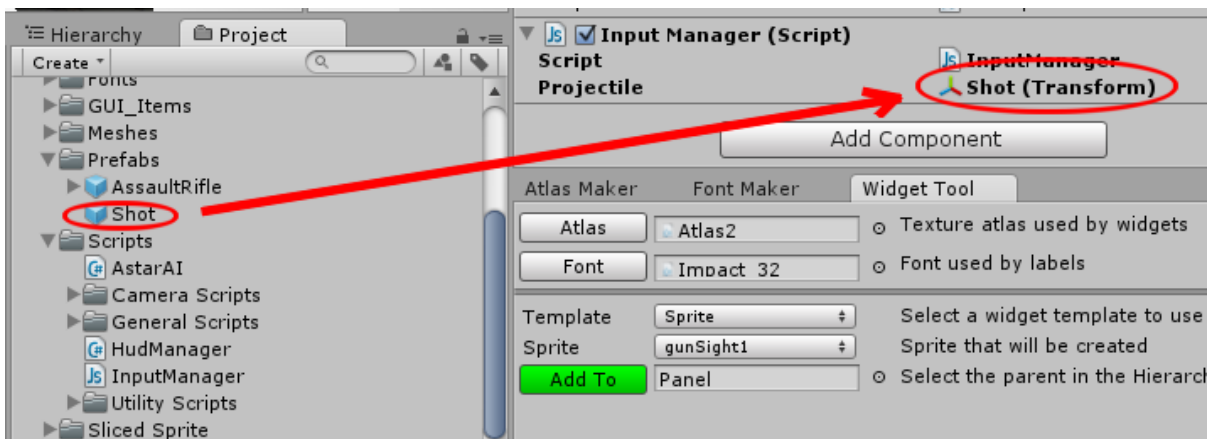 Hierarchy
Project
Create
Fonts
GUI_Items
Meshes
Prefabs
AssaultRifle
Shot
Scripts
AstarAI
Camera Scripts
General Scripts
HudManager
InputManager
Utility Scripts
Sliced Sprite
Input Manager (Script)
Script InputManager
Projectile Shot (Transform)
Add Component
Atlas Maker Font Maker Widget Tool
Atlas Atlas2 Texture atlas used by widgets
Font Impact_32 Font used by labels
Template Sprite Select a widget template to use
Sprite gunSight1 Sprite that will be created
Add To Panel Select the parent in the Hierarch